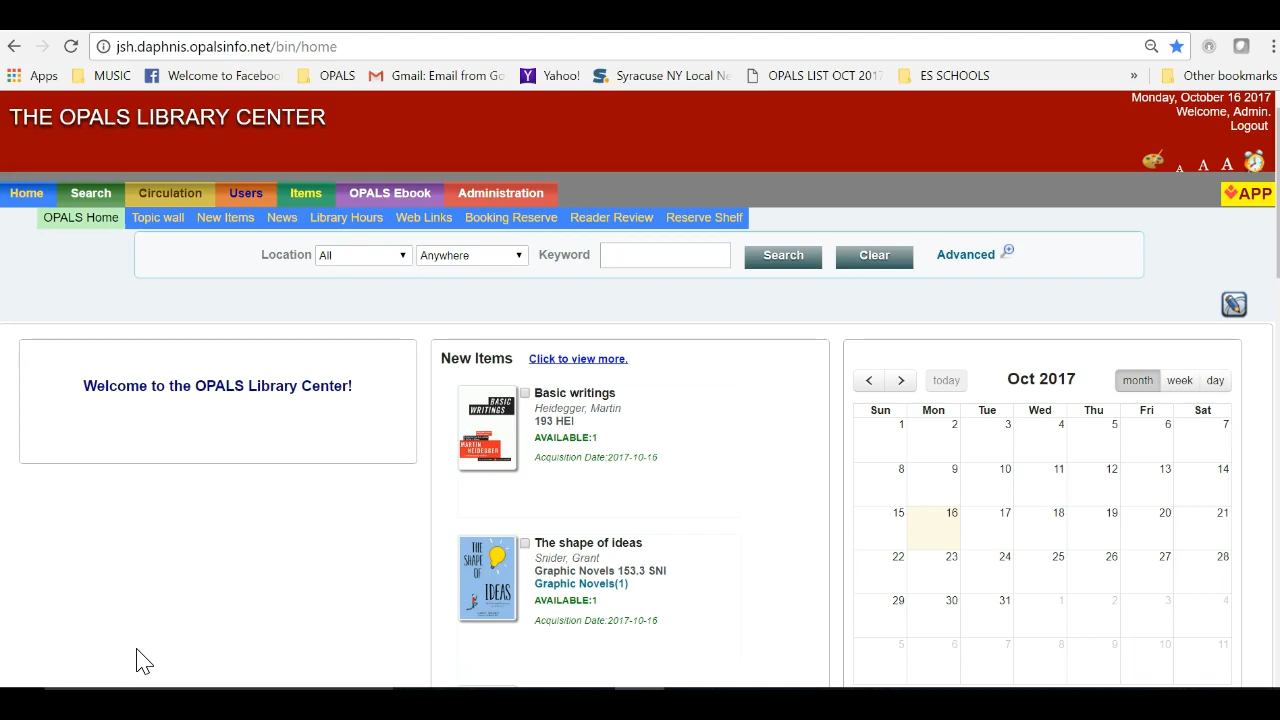 jsh.daphnis.opalsinfo.net/bin/home
Apps MUSIC Welcome to Faceboo OPALS Gmail: Email from Go Yahoo! Syracuse NY Local Ne OPALS LIST OCT 2017 ES SCHOOLS » Other bookmarks
Monday, October 16 2017
THE OPALS LIBRARY CENTER
Welcome, Admin.
Logout
A A A
Home Search Circulation Users Items OPALS Ebook Administration APP
OPALS Home Topic wall New Items News Library Hours Web Links Booking Reserve Reader Review Reserve Shelf
Location All Anywhere Keyword Search Clear Advanced
Welcome to the OPALS Library Center!
New Items Click to view more.
BASIC
WRITINGS
MARTIN
HEIDEGGER
Basic writings
Heidegger, Martin
193 HEI
AVAILABLE:1
Acquisition Date:2017-10-16
THE
SHAPE
OF
IDEAS
The shape of ideas
Snider, Grant
Graphic Novels 153.3 SNI
Graphic Novels(1)
AVAILABLE:1
Acquisition Date:2017-10-16
today Oct 2017 month week day
Sun Mon Tue Wed Thu Fri Sat
1 2 3 4 5 6 7
8 9 10 11 12 13 14
15 16 17 18 19 20 21
22 23 24 25 26 27 28
29 30 31 1 2 3 4
5 6 7 8 9 10 11